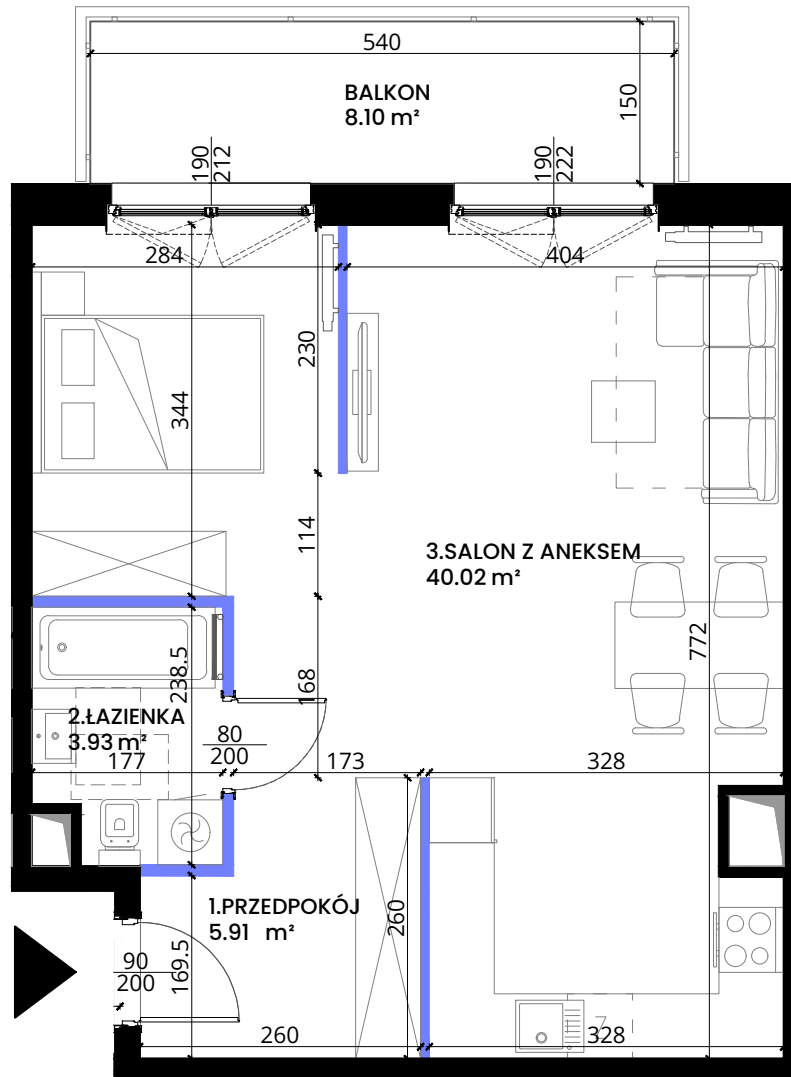 540
BALKON
8.10 m²
150
190
212
190
222
284
404
230
344
114
3.SALON Z ANEKSEM
40.02 m²
772
238.5
168
2.ŁAZIENKA
3.93 m²
80
200
177
173
328
1.PRZEDPOKÓJ
5.91 m²
260
169.5
90
200
260
328
Z